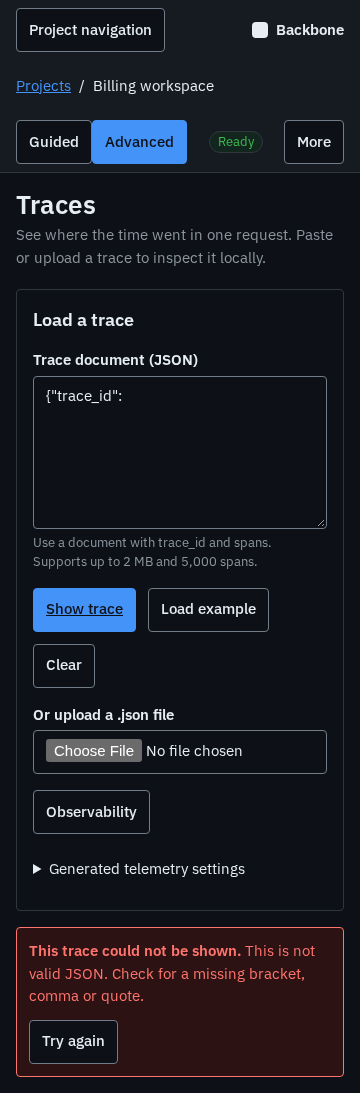 Project navigation
Backbone
Projects / Billing workspace
Guided
Advanced
Ready
More
Traces
See where the time went in one request. Paste
or upload a trace to inspect it locally.
Load a trace
Trace document (JSON)
{"trace_id":
Use a document with trace_id and spans.
Supports up to 2 MB and 5,000 spans.
Show trace
Load example
Clear
Or upload a .json file
Choose File No file chosen
Observability
Generated telemetry settings
This trace could not be shown. This is not
valid JSON. Check for a missing bracket,
comma or quote.
Try again